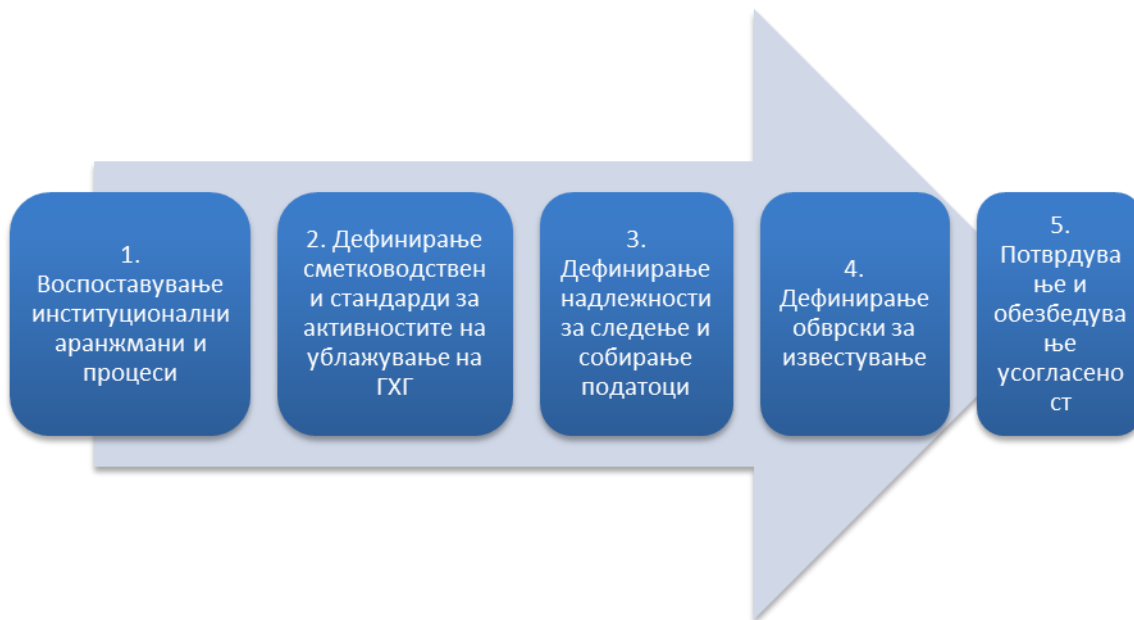 1.
Воспоставување
институционални
аранжмани и
процеси
2. Дефинирање
сметководствен
и стандарди за
активностите на
ублажување на
ГХГ
3.
Дефинирање
надлежности
за следење и
собирање
податоци
4.
Дефинирање
обврски за
известување
5.
Потврдува
ње и
обезбедува
ње
усогласено
ст